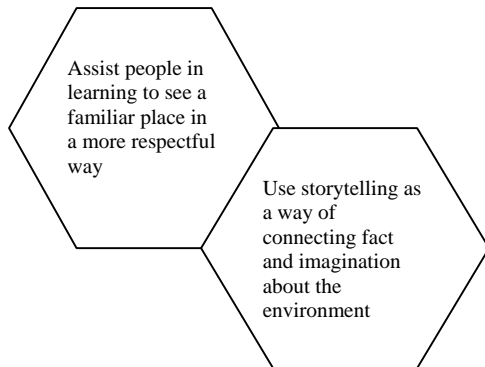 Assist people in
learning to see a
familiar place in
a more respectful
way
Use storytelling as
a way of
connecting fact
and imagination
about the
environment